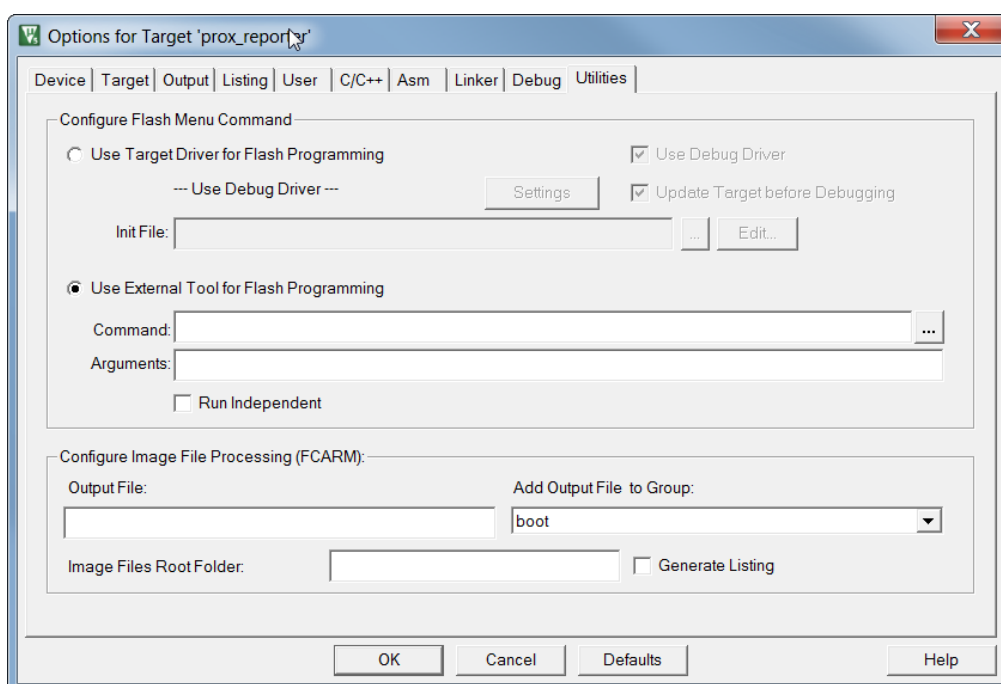 Options for Target 'prox_reporter'
Device Target Output Listing User C/C++ Asm Linker Debug Utilities
Configure Flash Menu Command
Use Target Driver for Flash Programming Use Debug Driver
--- Use Debug Driver --- Settings Update Target before Debugging
Init File: ... Edit...
Use External Tool for Flash Programming
Command: ...
Arguments:
Run Independent
Configure Image File Processing (FCARM):
Output File: Add Output File to Group:
boot
Image Files Root Folder: Generate Listing
OK Cancel Defaults Help